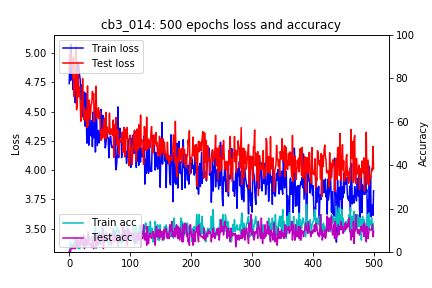 cb3_014: 500 epochs loss and accuracy
Train loss
Test loss
Train acc
Test acc
Loss
5.00
4.75
4.50
4.25
4.00
3.75
3.50
Accuracy
100
80
60
40
20
0
0 100 200 300 400 500